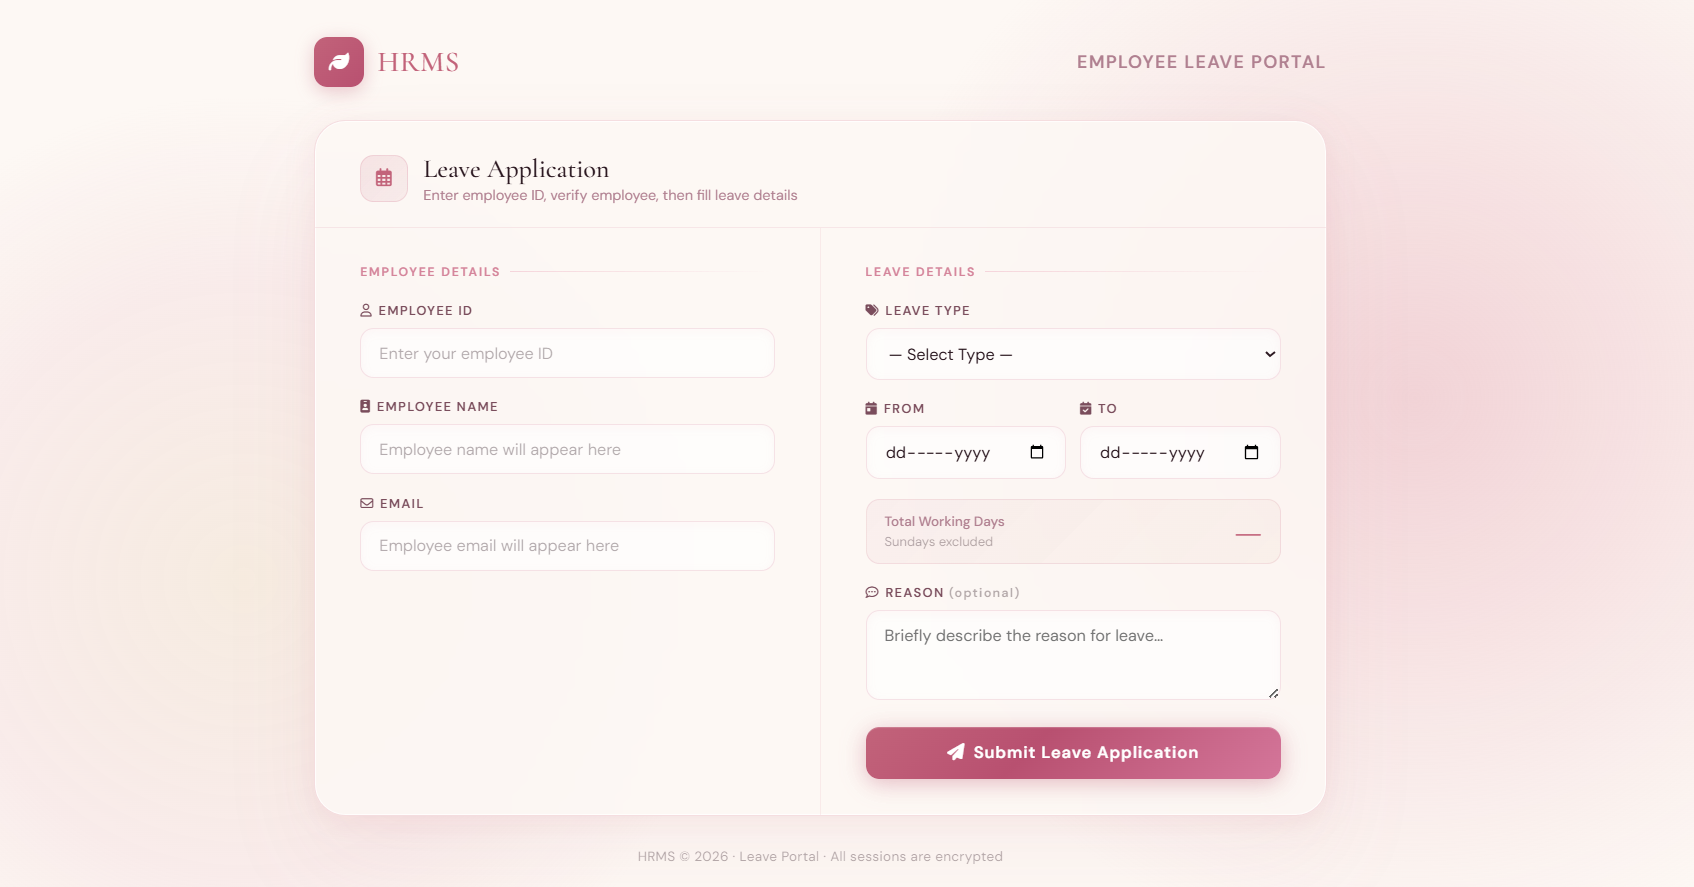 HRMS
EMPLOYEE LEAVE PORTAL
Leave Application
Enter employee ID, verify employee, then fill leave details
EMPLOYEE DETAILS
EMPLOYEE ID
Enter your employee ID
EMPLOYEE NAME
Employee name will appear here
EMAIL
Employee email will appear here
LEAVE DETAILS
LEAVE TYPE
— Select Type —
FROM
TO
dd-----yyyy
dd-----yyyy
Total Working Days
Sundays excluded
—
REASON (optional)
Briefly describe the reason for leave...
Submit Leave Application
HRMS © 2026 · Leave Portal · All sessions are encrypted